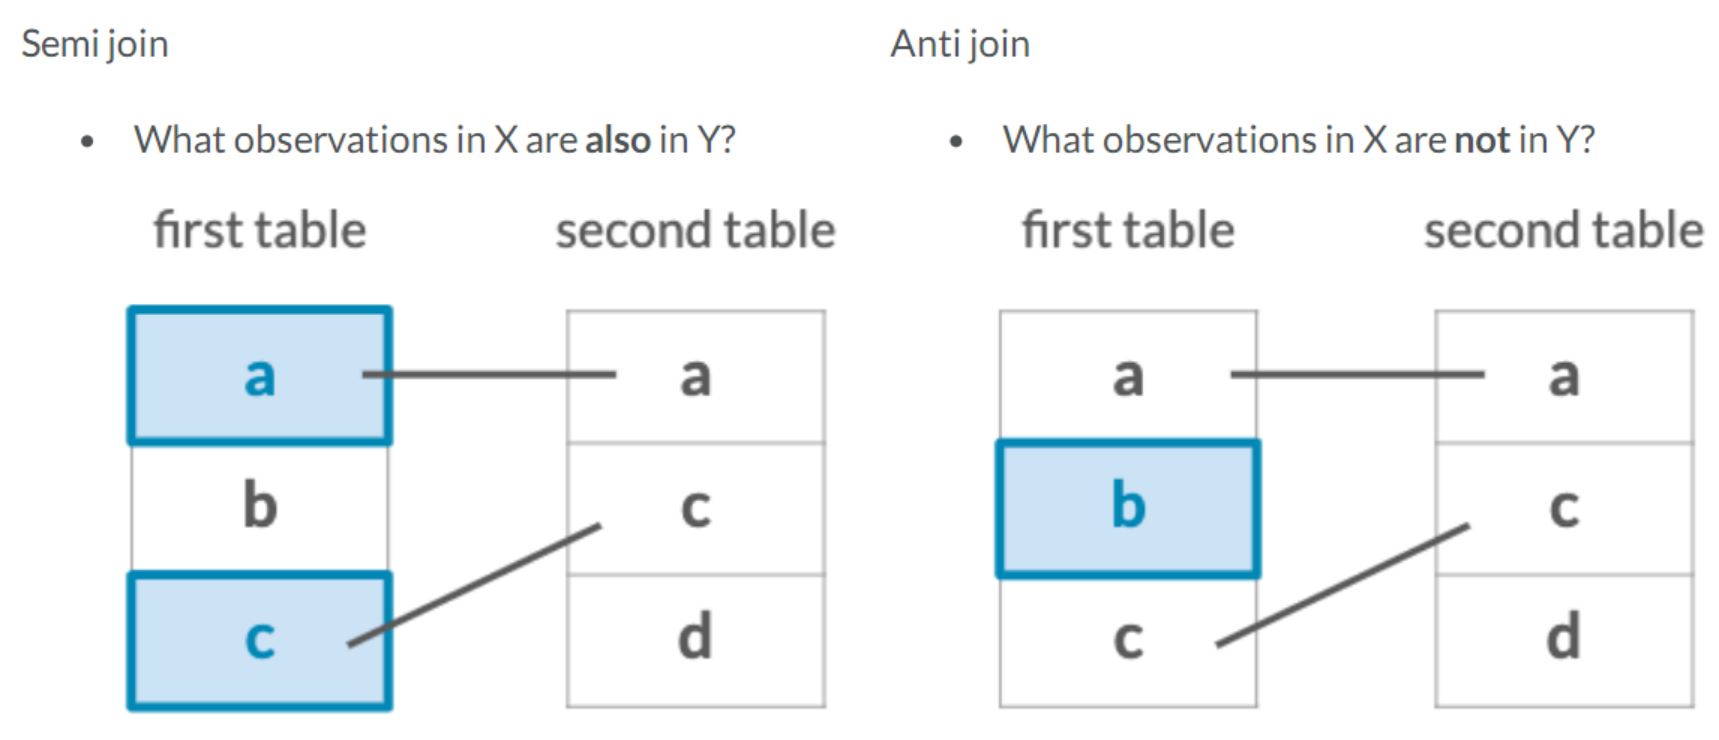 Semi join
• What observations in X are also in Y?
first table second table
a a
b c
c d
Anti join
• What observations in X are not in Y?
first table second table
a a
b c
c d